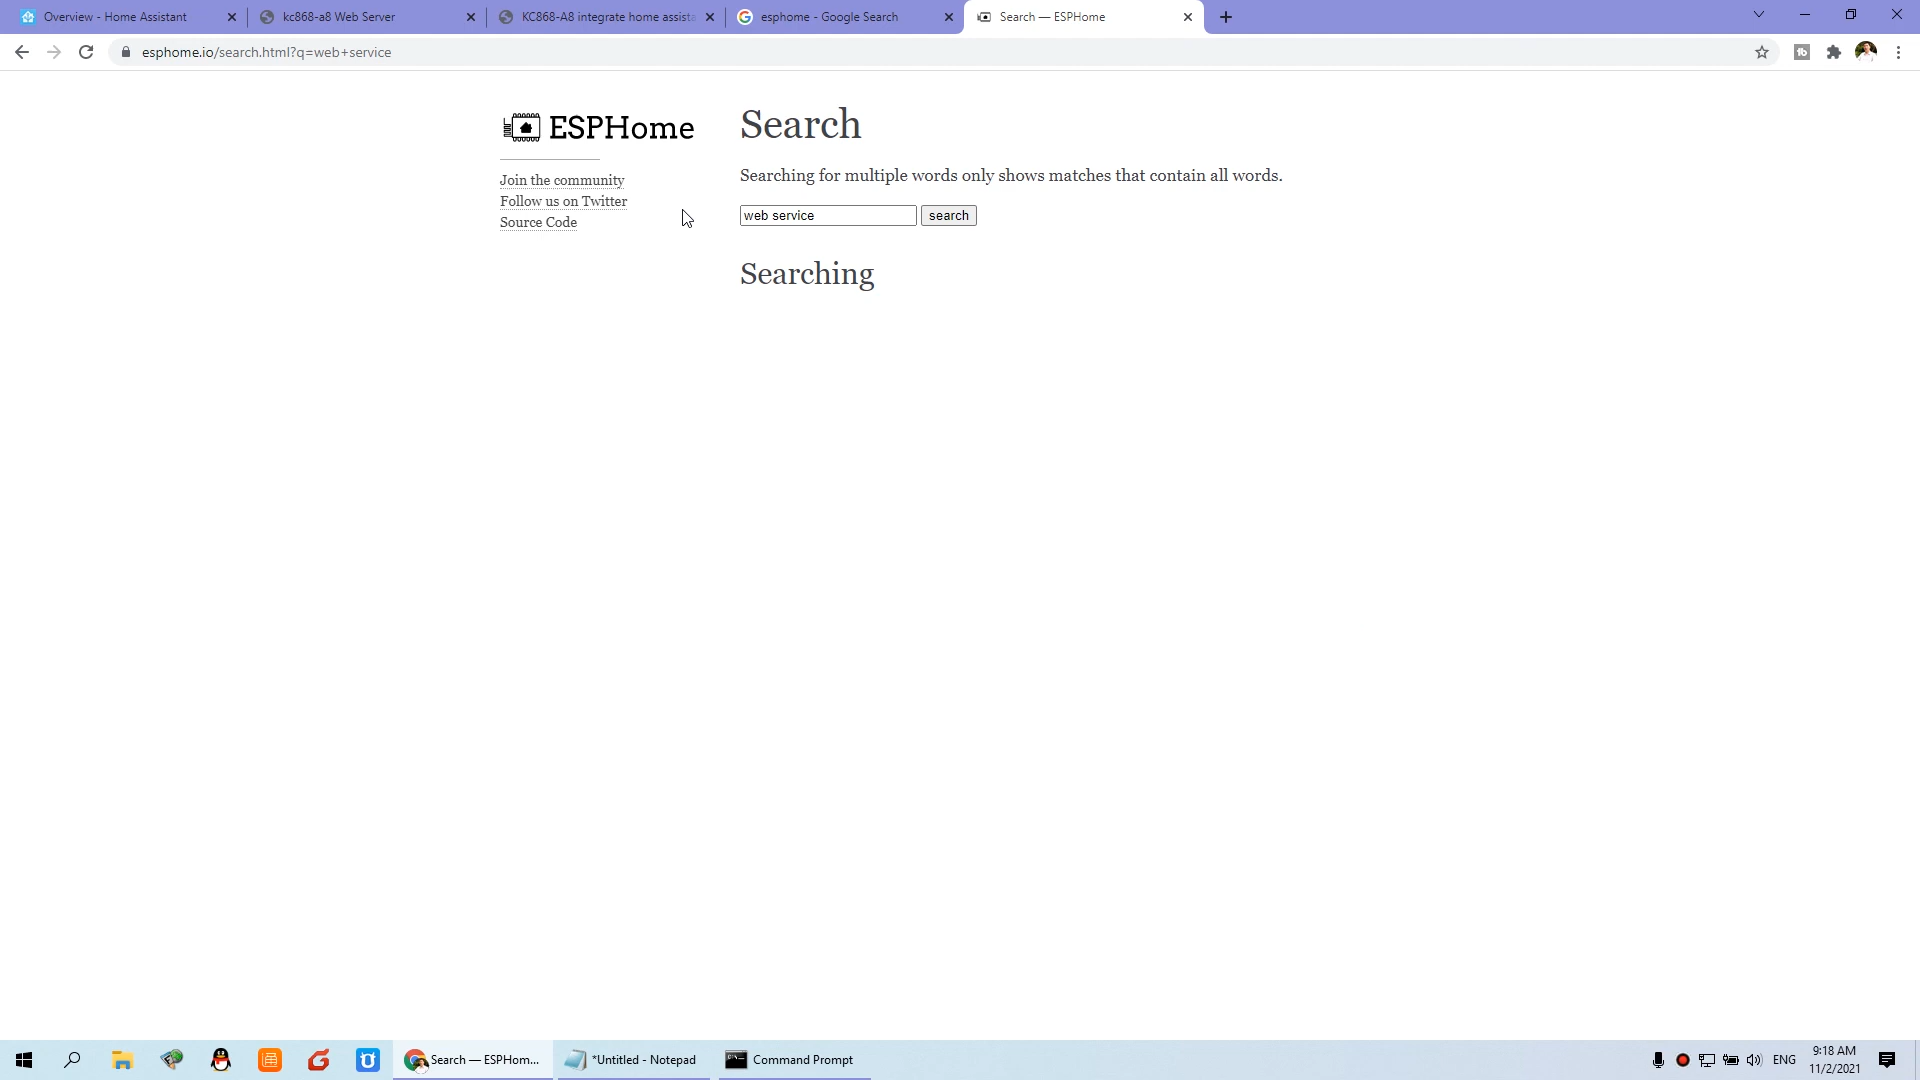 Overview - Home Assistant
kc868-a8 Web Server
KC868-A8 integrate home assista
esphome - Google Search
Search — ESPHome
esphome.io/search.html?q=web+service
ESPHome
Join the community
Follow us on Twitter
Source Code
Search
Searching for multiple words only shows matches that contain all words.
web service
search
Searching
Search — ESPHom...
*Untitled - Notepad
Command Prompt
ENG
9:18 AM
11/2/2021